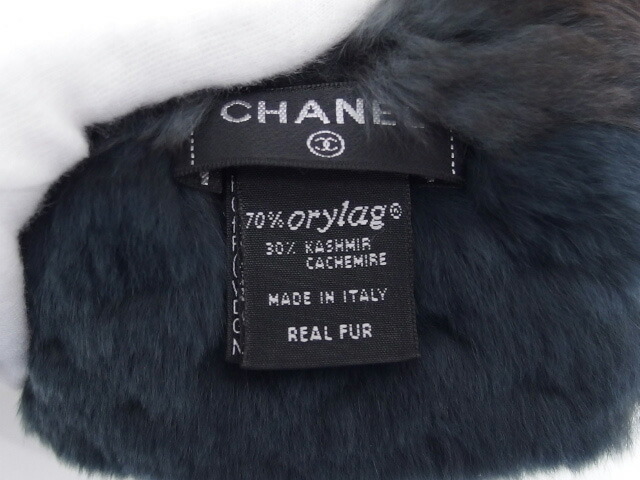 CHANEL
70% orylag®
30% KASHMIR
CACHEMIRE
MADE IN ITALY
REAL FUR